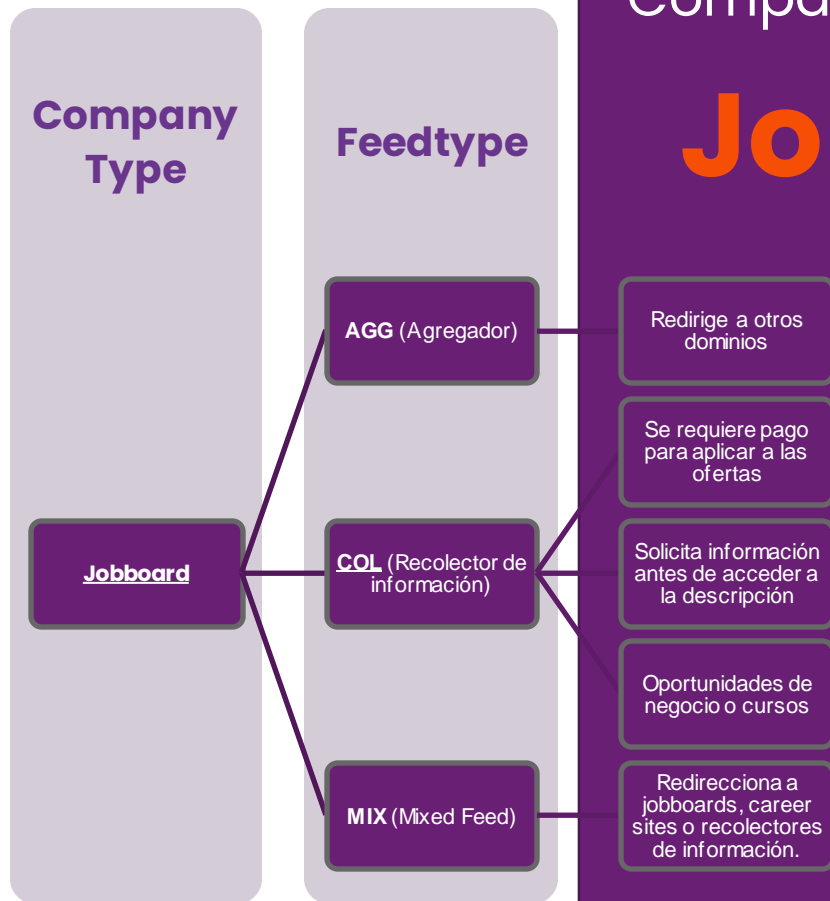 Company
Type
Feedtype
Jo
AGG (Agregador)
Redirige a otros
dominios
Se requiere pago
para aplicar a las
ofertas
Jobboard
COL (Recolector de
información)
Solicita información
antes de acceder a
la descripción
Oportunidades de
negocio o cursos
MIX (Mixed Feed)
Redirecciona a
jobboards, career
sites o recolectores
de información.